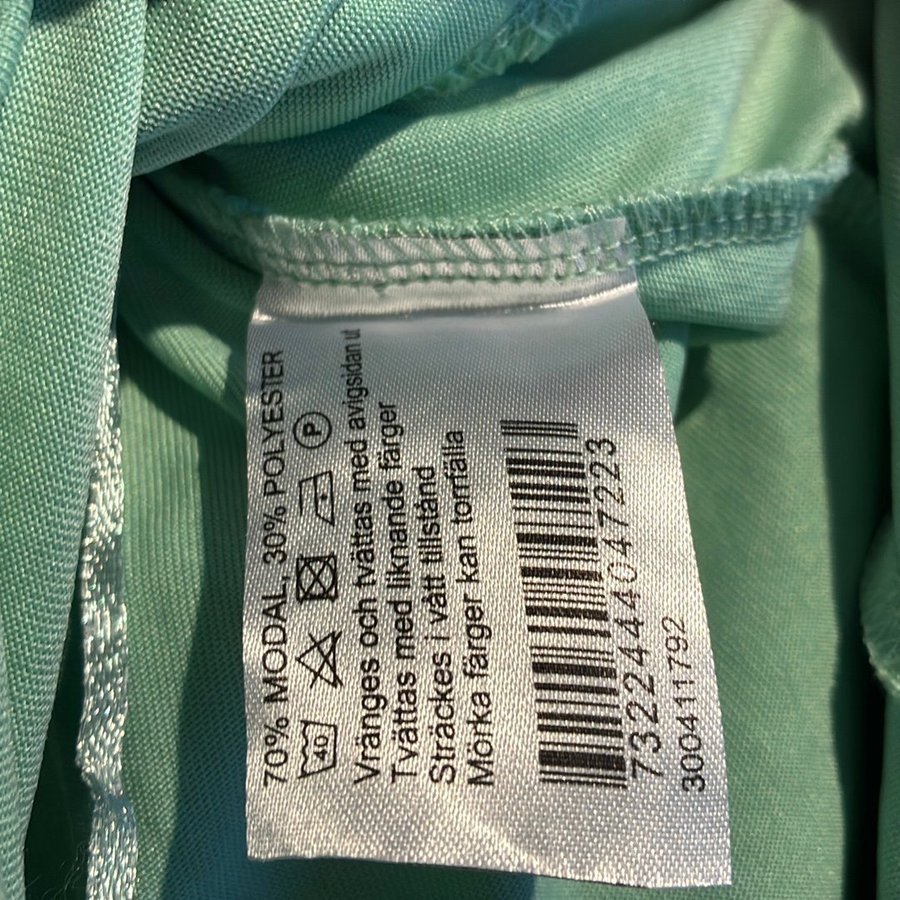 70% MODAL, 30% POLYESTER
40 P
Vränges och tvättas med avigsidan ut
Tvättas med liknande färger
Sträckes i vått tillstånd
Mörka färger kan torrfälla
7322444047223
300411792